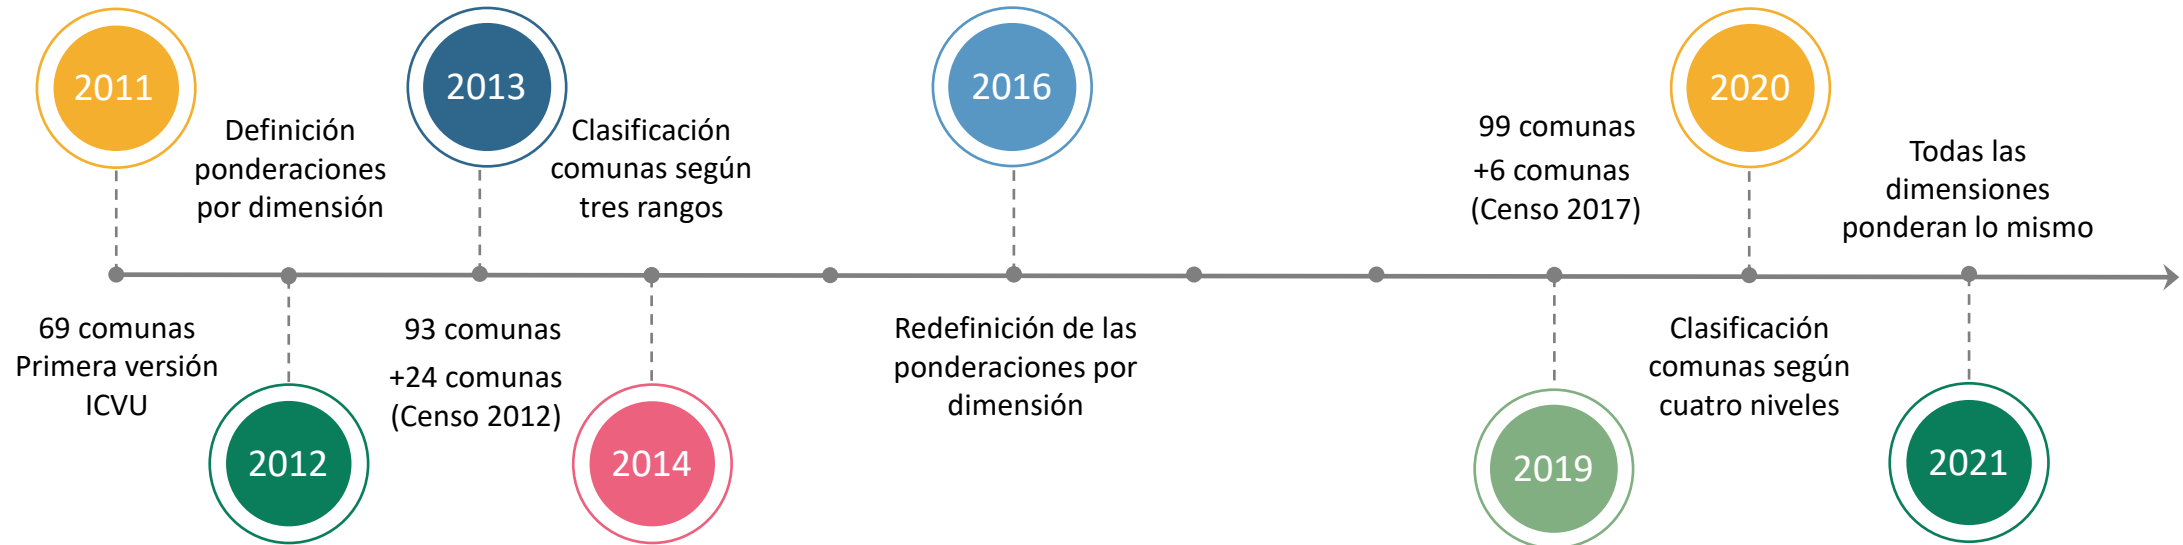 2011
69 comunas
Primera versión
ICVU
Definición
ponderaciones
por dimensión
2012
2013
93 comunas
+24 comunas
(Censo 2012)
Clasificación
comunas según
tres rangos
2014
2016
Redefinición de las
ponderaciones por
dimensión
99 comunas
+6 comunas
(Censo 2017)
2019
2020
Clasificación
comunas según
cuatro niveles
Todas las
dimensiones
ponderan lo mismo
2021